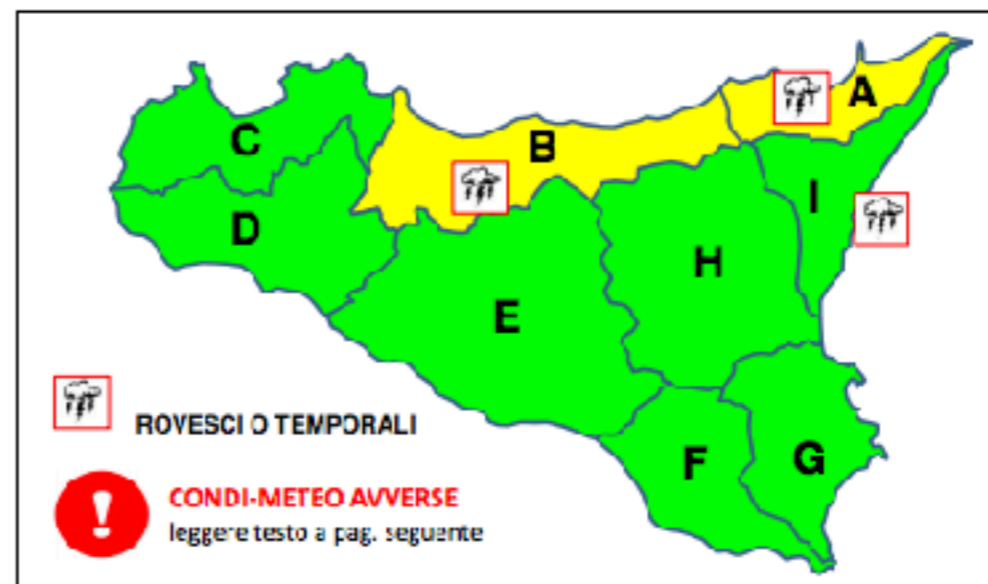 A
C
B
I
D
H
E
ROVESCI O TEMPORALI
F
G
CONDI-METEO AVVERSE
leggere testo a pag. seguente